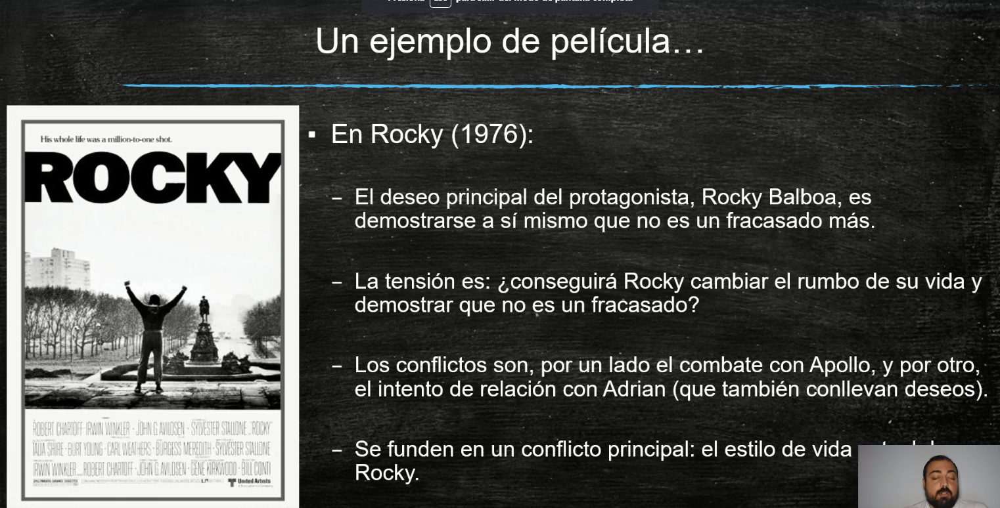 Un ejemplo de película…
His whole life was a million-to-one shot.
ROCKY
▪ En Rocky (1976):
– El deseo principal del protagonista, Rocky Balboa, es
demostrarse a sí mismo que no es un fracasado más.
– La tensión es: ¿conseguirá Rocky cambiar el rumbo de su vida y
demostrar que no es un fracasado?
– Los conflictos son, por un lado el combate con Apollo, y por otro,
el intento de relación con Adrian (que también conllevan deseos).
– Se funden en un conflicto principal: el estilo de vida
Rocky.
ROBERT CHARTOFF IRWIN WINKLER JOHN G. AVILDSEN SYLVESTER STALLONE "ROCKY"
TALIA SHIRE BURT YOUNG CARL WEATHERS BURGESS MEREDITH SYLVESTER STALLONE
IRWIN WINKLER ROBERT CHARTOFF JOHN G. AVILDSEN GENE KIRKWOOD BILL CONTI
United Artists